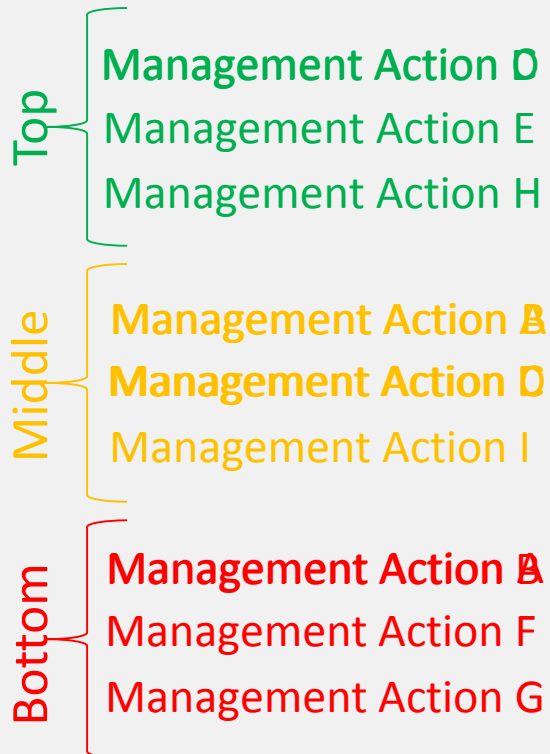 Top
Management Action
Management Action E
Management Action H
Middle
Management Action
Management Action
Management Action I
Bottom
Management Action
Management Action F
Management Action G